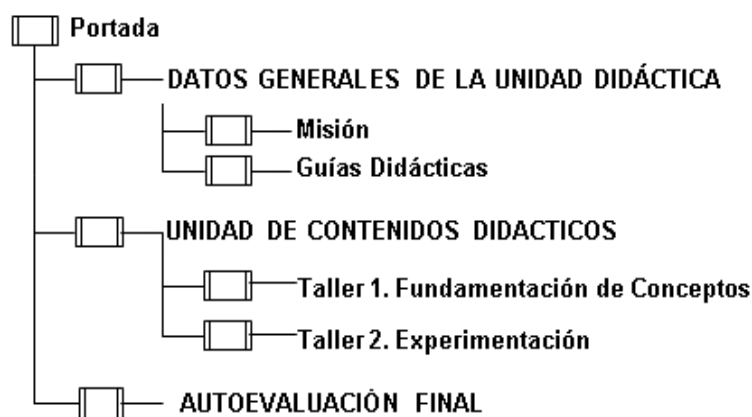 Portada
DATOS GENERALES DE LA UNIDAD DIDÁCTICA
Misión
Guías Didácticas
UNIDAD DE CONTENIDOS DIDACTICOS
Taller 1. Fundamentación de Conceptos
Taller 2. Experimentación
AUTOEVALUACIÓN FINAL